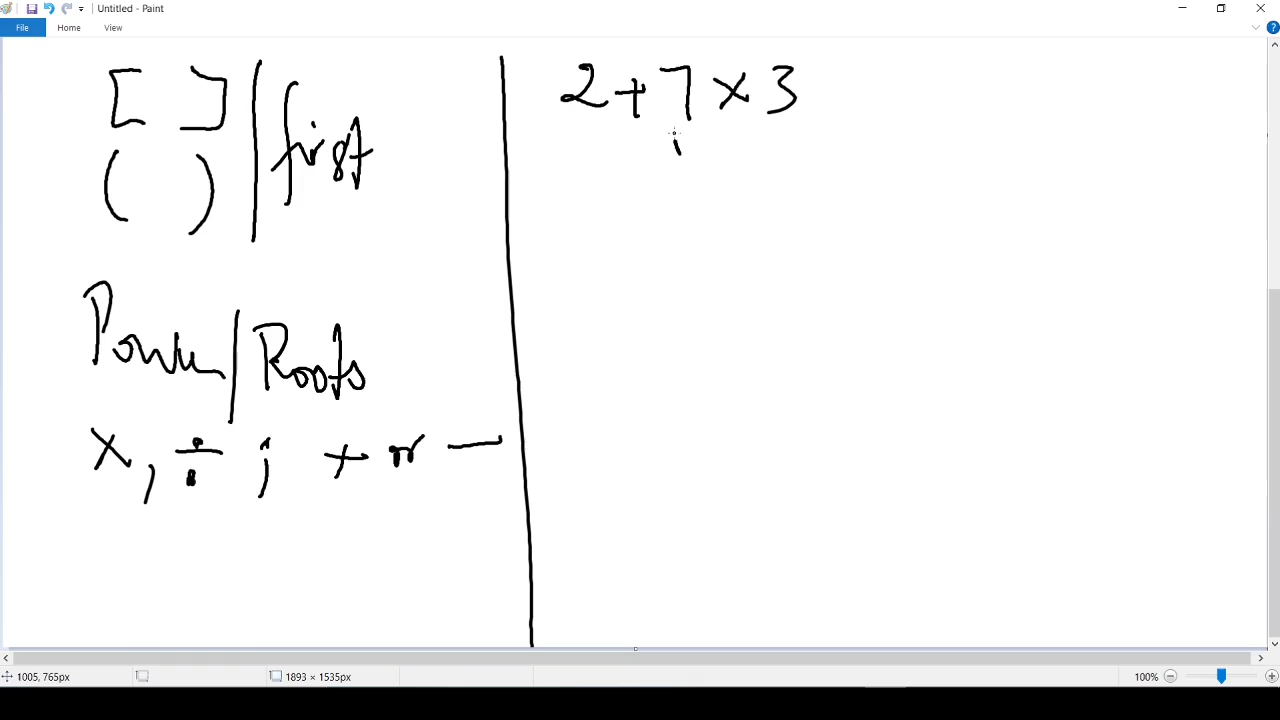 Untitled - Paint
File Home View
[ ] | first
( )
Power | Roots
×, ÷ ; + or −
2 + 7 × 3
1005, 765px
1893 × 1535px
100%